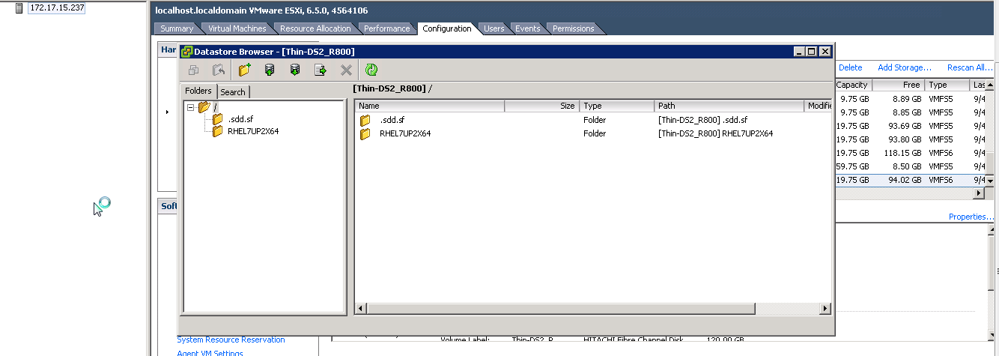 172.17.15.237
localhost.localdomain VMware ESXi, 6.5.0, 4564106
Summary Virtual Machines Resource Allocation Performance Configuration Users Events Permissions
Har
Datastore Browser - [Thin-DS2_R800]
Delete Add Storage... Rescan All...
Folders Search
[Thin-DS2_R800] /
/
.sdd.sf
RHEL7UP2X64
Name Size Type Path Modifie
.sdd.sf Folder [Thin-DS2_R800] .sdd.sf
RHEL7UP2X64 Folder [Thin-DS2_R800] RHEL7UP2X64
Capacity Free Type Las
9.75 GB 8.89 GB VMFS5 9/4
9.75 GB 8.85 GB VMFS5 9/4
19.75 GB 93.69 GB VMFS5 9/4
19.75 GB 93.80 GB VMFS5 9/4
19.75 GB 118.15 GB VMFS6 9/4
59.75 GB 8.50 GB VMFS5 9/4
19.75 GB 94.02 GB VMFS6 9/4
Soft
Properties...
System Resource Reservation
Agent VM Settings
Volume Label: Thin-DS2_R HITACHI Fibre Channel Disk 120.00 GB